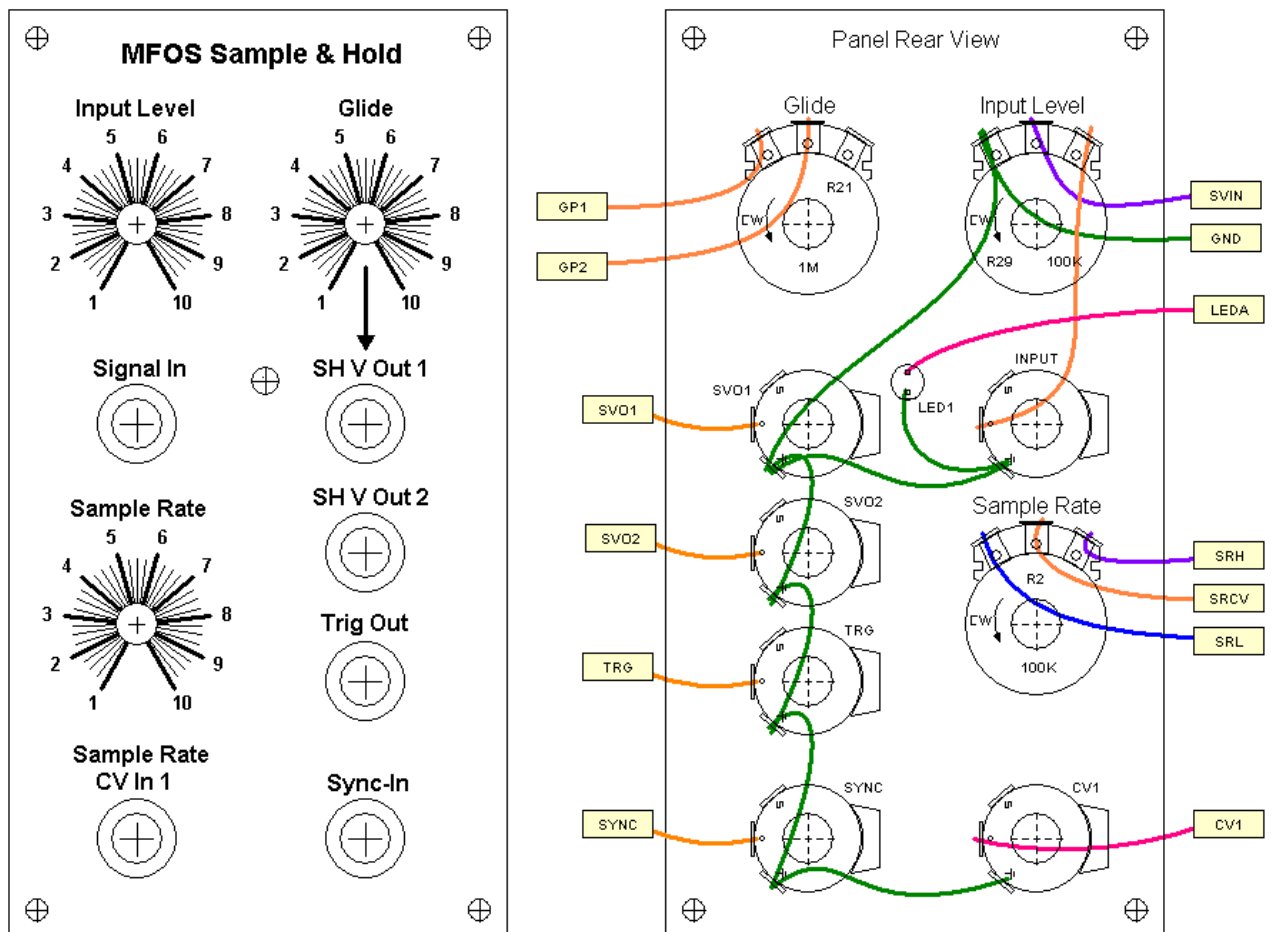 MFOS Sample & Hold
Input Level
Glide
5 6
4 7
3 8
2 9
1 10
5 6
4 7
3 8
2 9
1 10
Signal In
SH V Out 1
Sample Rate
SH V Out 2
5 6
4 7
3 8
2 9
1 10
Trig Out
Sample Rate
CV In 1
Sync-In
Panel Rear View
Glide
Input Level
R21
GP1
CW
1M
GP2
SVIN
GND
CW
R29 100K
LEDA
INPUT
SVO1
S
SVO1
LED1
S
Sample Rate
SVO2
S
SVO2
R2
SRH
SRCV
SRL
CW
100K
TRG
S
TRG
SYNC
S
SYNC
CV1
S
CV1